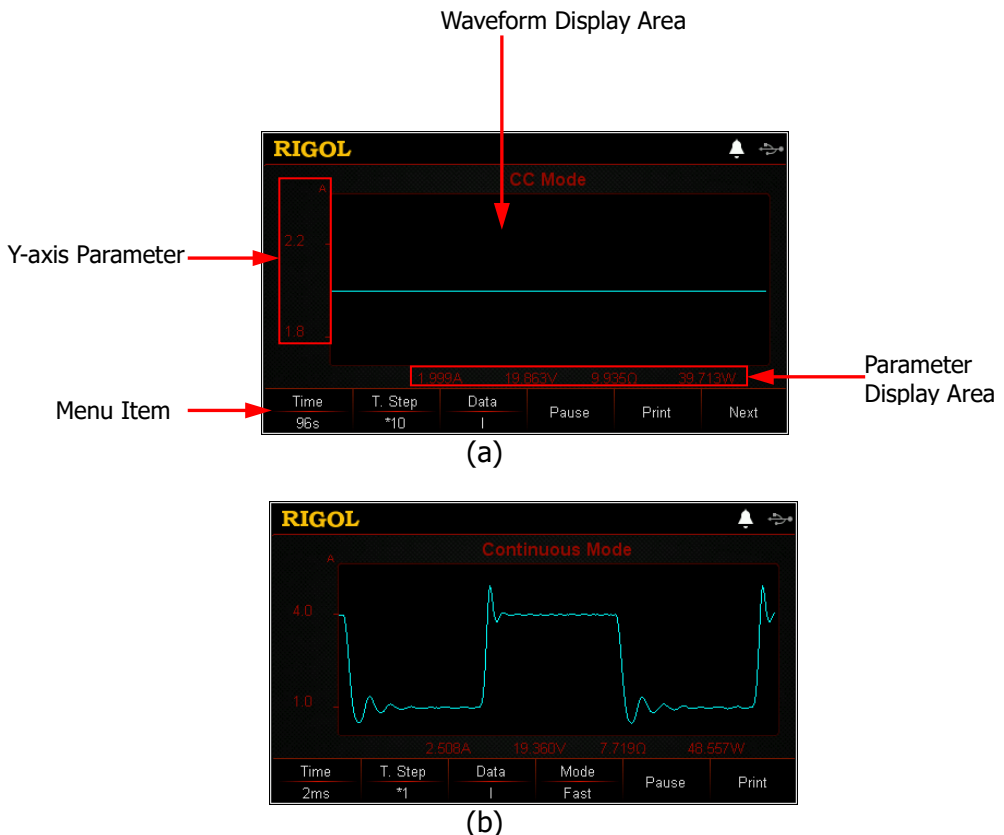 Waveform Display Area
RIGOL
CC Mode
A
2.2
Y-axis Parameter
1.8
1.999A 19.863V 9.935Ω 39.713W
Parameter
Display Area
Menu Item
Time T. Step Data Pause Print Next
96s *10 I
(a)
RIGOL
Continuous Mode
A
4.0
1.0
2.508A 19.360V 7.719Ω 48.557W
Time T. Step Data Mode Pause Print
2ms *1 I Fast
(b)